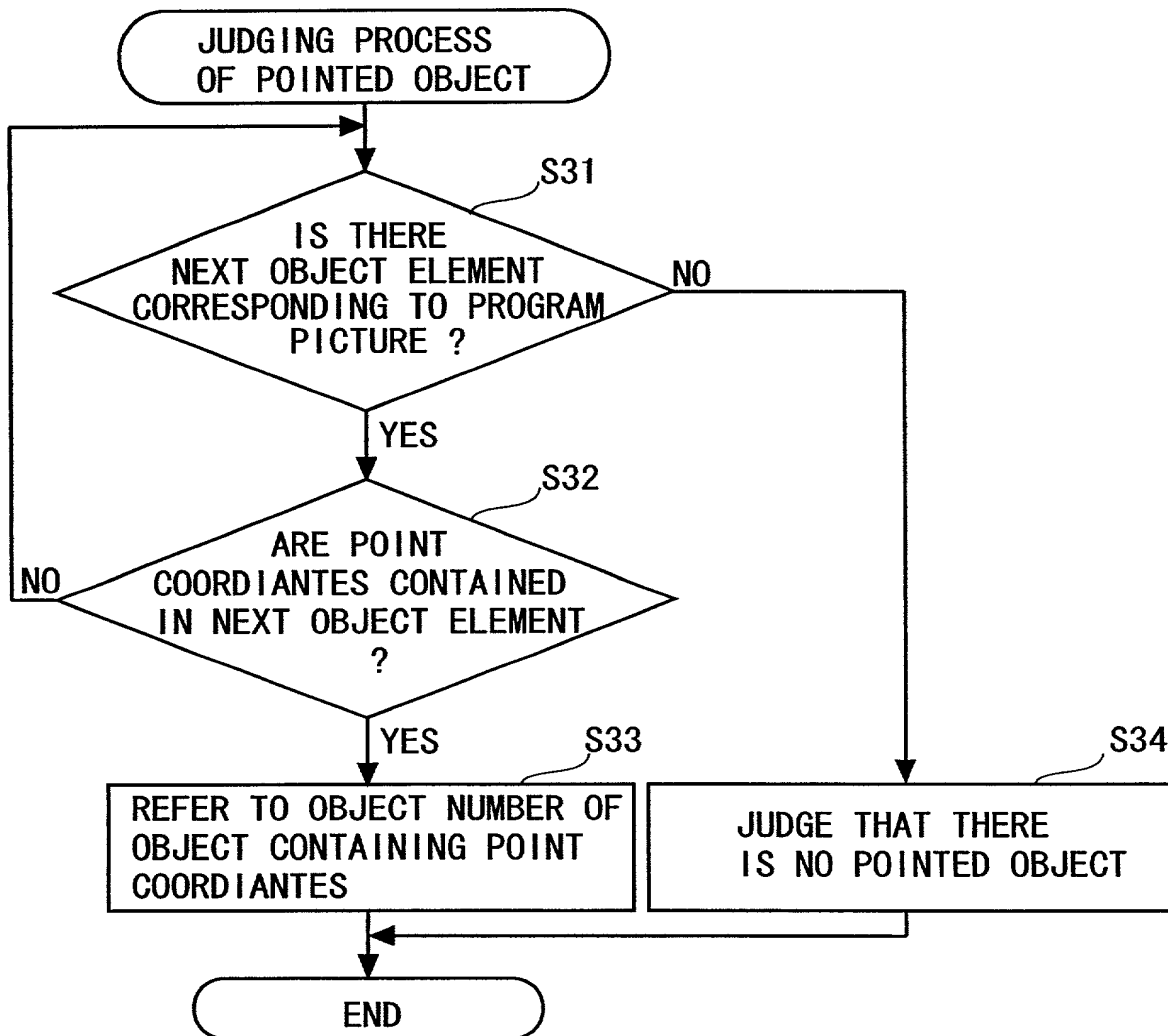 JUDGING PROCESS
OF POINTED OBJECT
S31
IS THERE
NEXT OBJECT ELEMENT
CORRESPONDING TO PROGRAM
PICTURE ?
NO
YES
S32
ARE POINT
COORDIANTES CONTAINED
IN NEXT OBJECT ELEMENT
?
NO
YES
S33
REFER TO OBJECT NUMBER OF
OBJECT CONTAINING POINT
COORDIANTES
S34
JUDGE THAT THERE
IS NO POINTED OBJECT
END